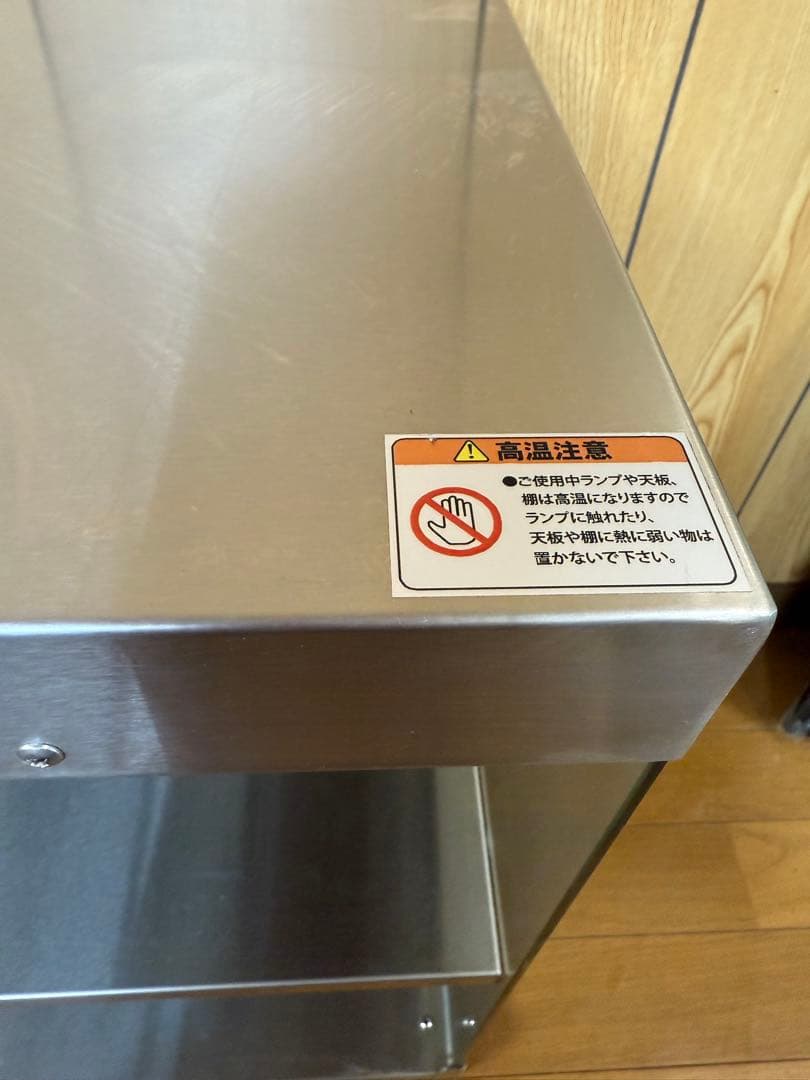 高温注意
●ご使用中ランプや天板、
棚は高温になりますので
ランプに触れたり、
天板や棚に熱に弱い物は
置かないで下さい。